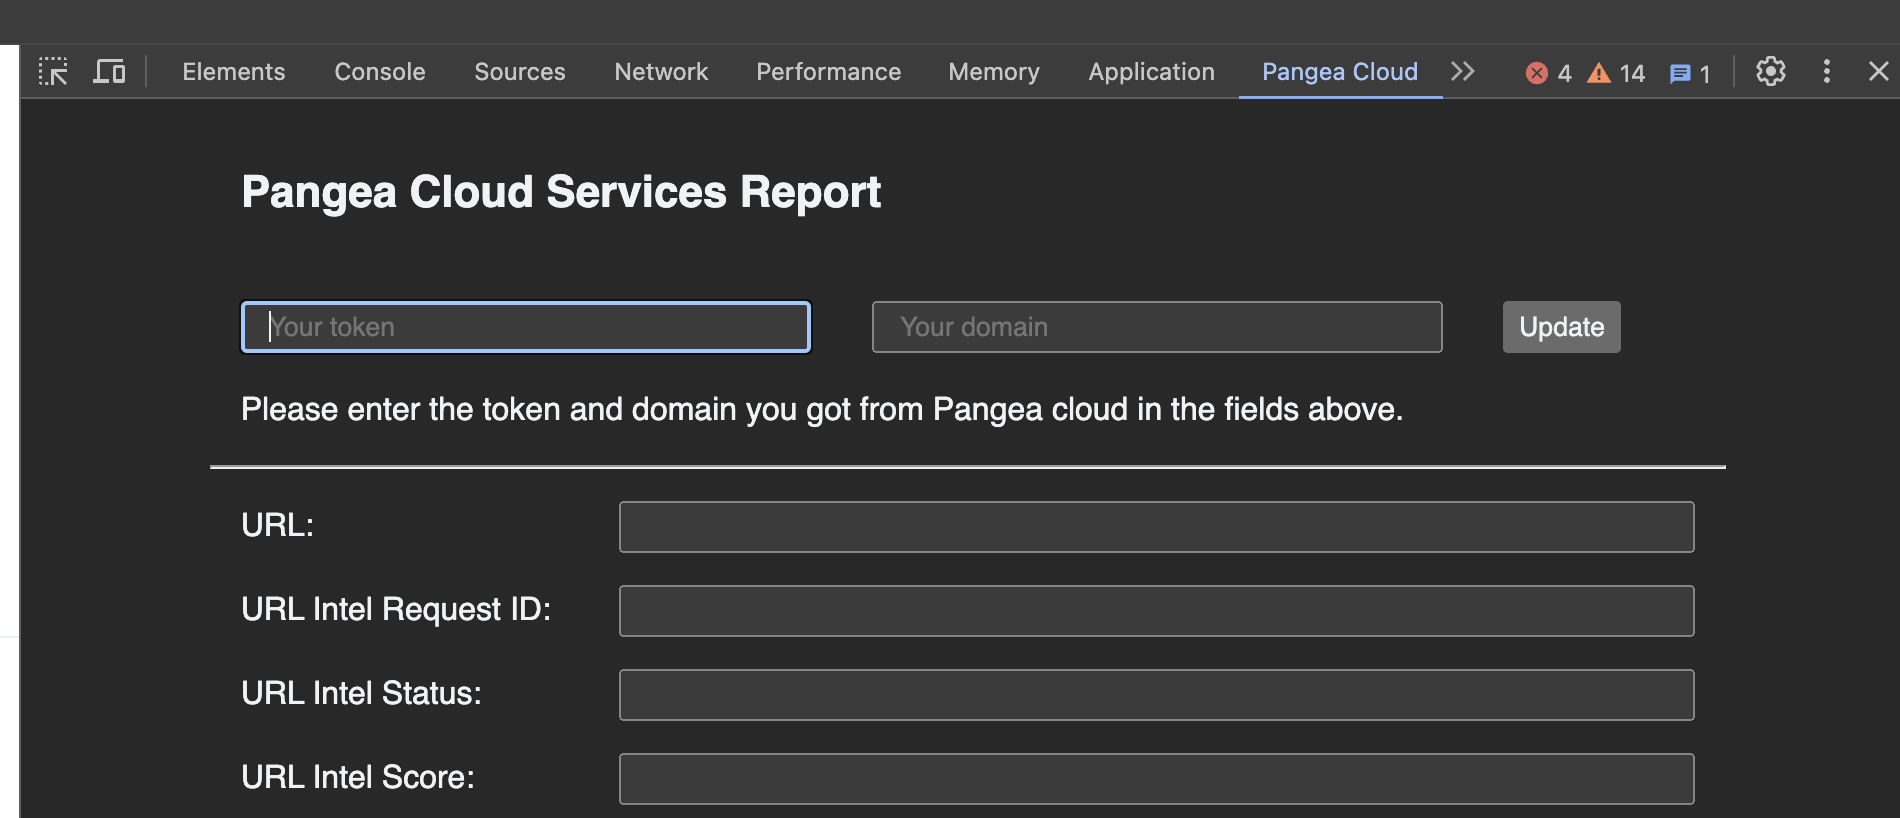 Elements Console Sources Network Performance Memory Application Pangea Cloud 4 14 1
Pangea Cloud Services Report
Your token Your domain Update
Please enter the token and domain you got from Pangea cloud in the fields above.
URL:
URL Intel Request ID:
URL Intel Status:
URL Intel Score: